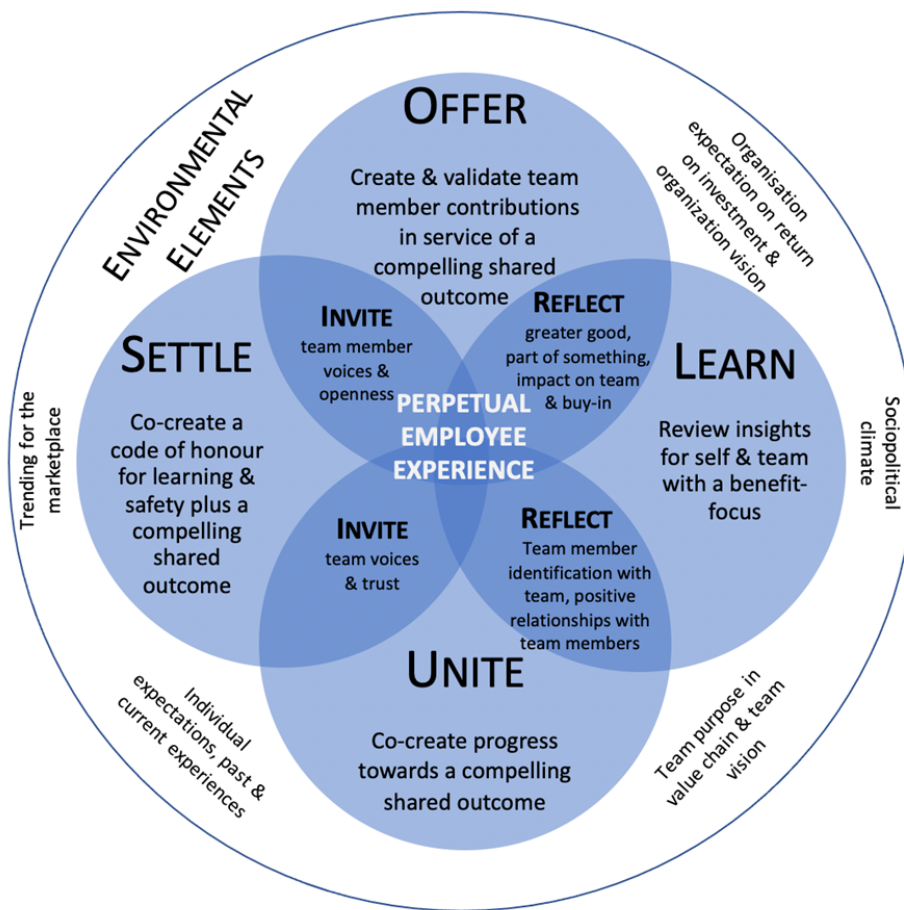 ENVIRONMENTAL
ELEMENTS
OFFER
Create & validate team
member contributions
in service of a
compelling shared
outcome
Organisation
expectation on return
on investment &
organization vision
INVITE
team member
voices &
openness
REFLECT
greater good,
part of something,
impact on team
& buy-in
SETTLE
Co-create a
code of honour
for learning &
safety plus a
compelling
shared
outcome
PERPETUAL
EMPLOYEE
EXPERIENCE
LEARN
Review insights
for self & team
with a benefit-
focus
Trending for the
marketplace
Sociopolitical
climate
INVITE
team voices
& trust
REFLECT
Team member
identification with
team, positive
relationships with
team members
UNITE
Co-create progress
towards a compelling
shared outcome
Individual
expectations, past &
current experiences
Team purpose in
value chain & team
vision